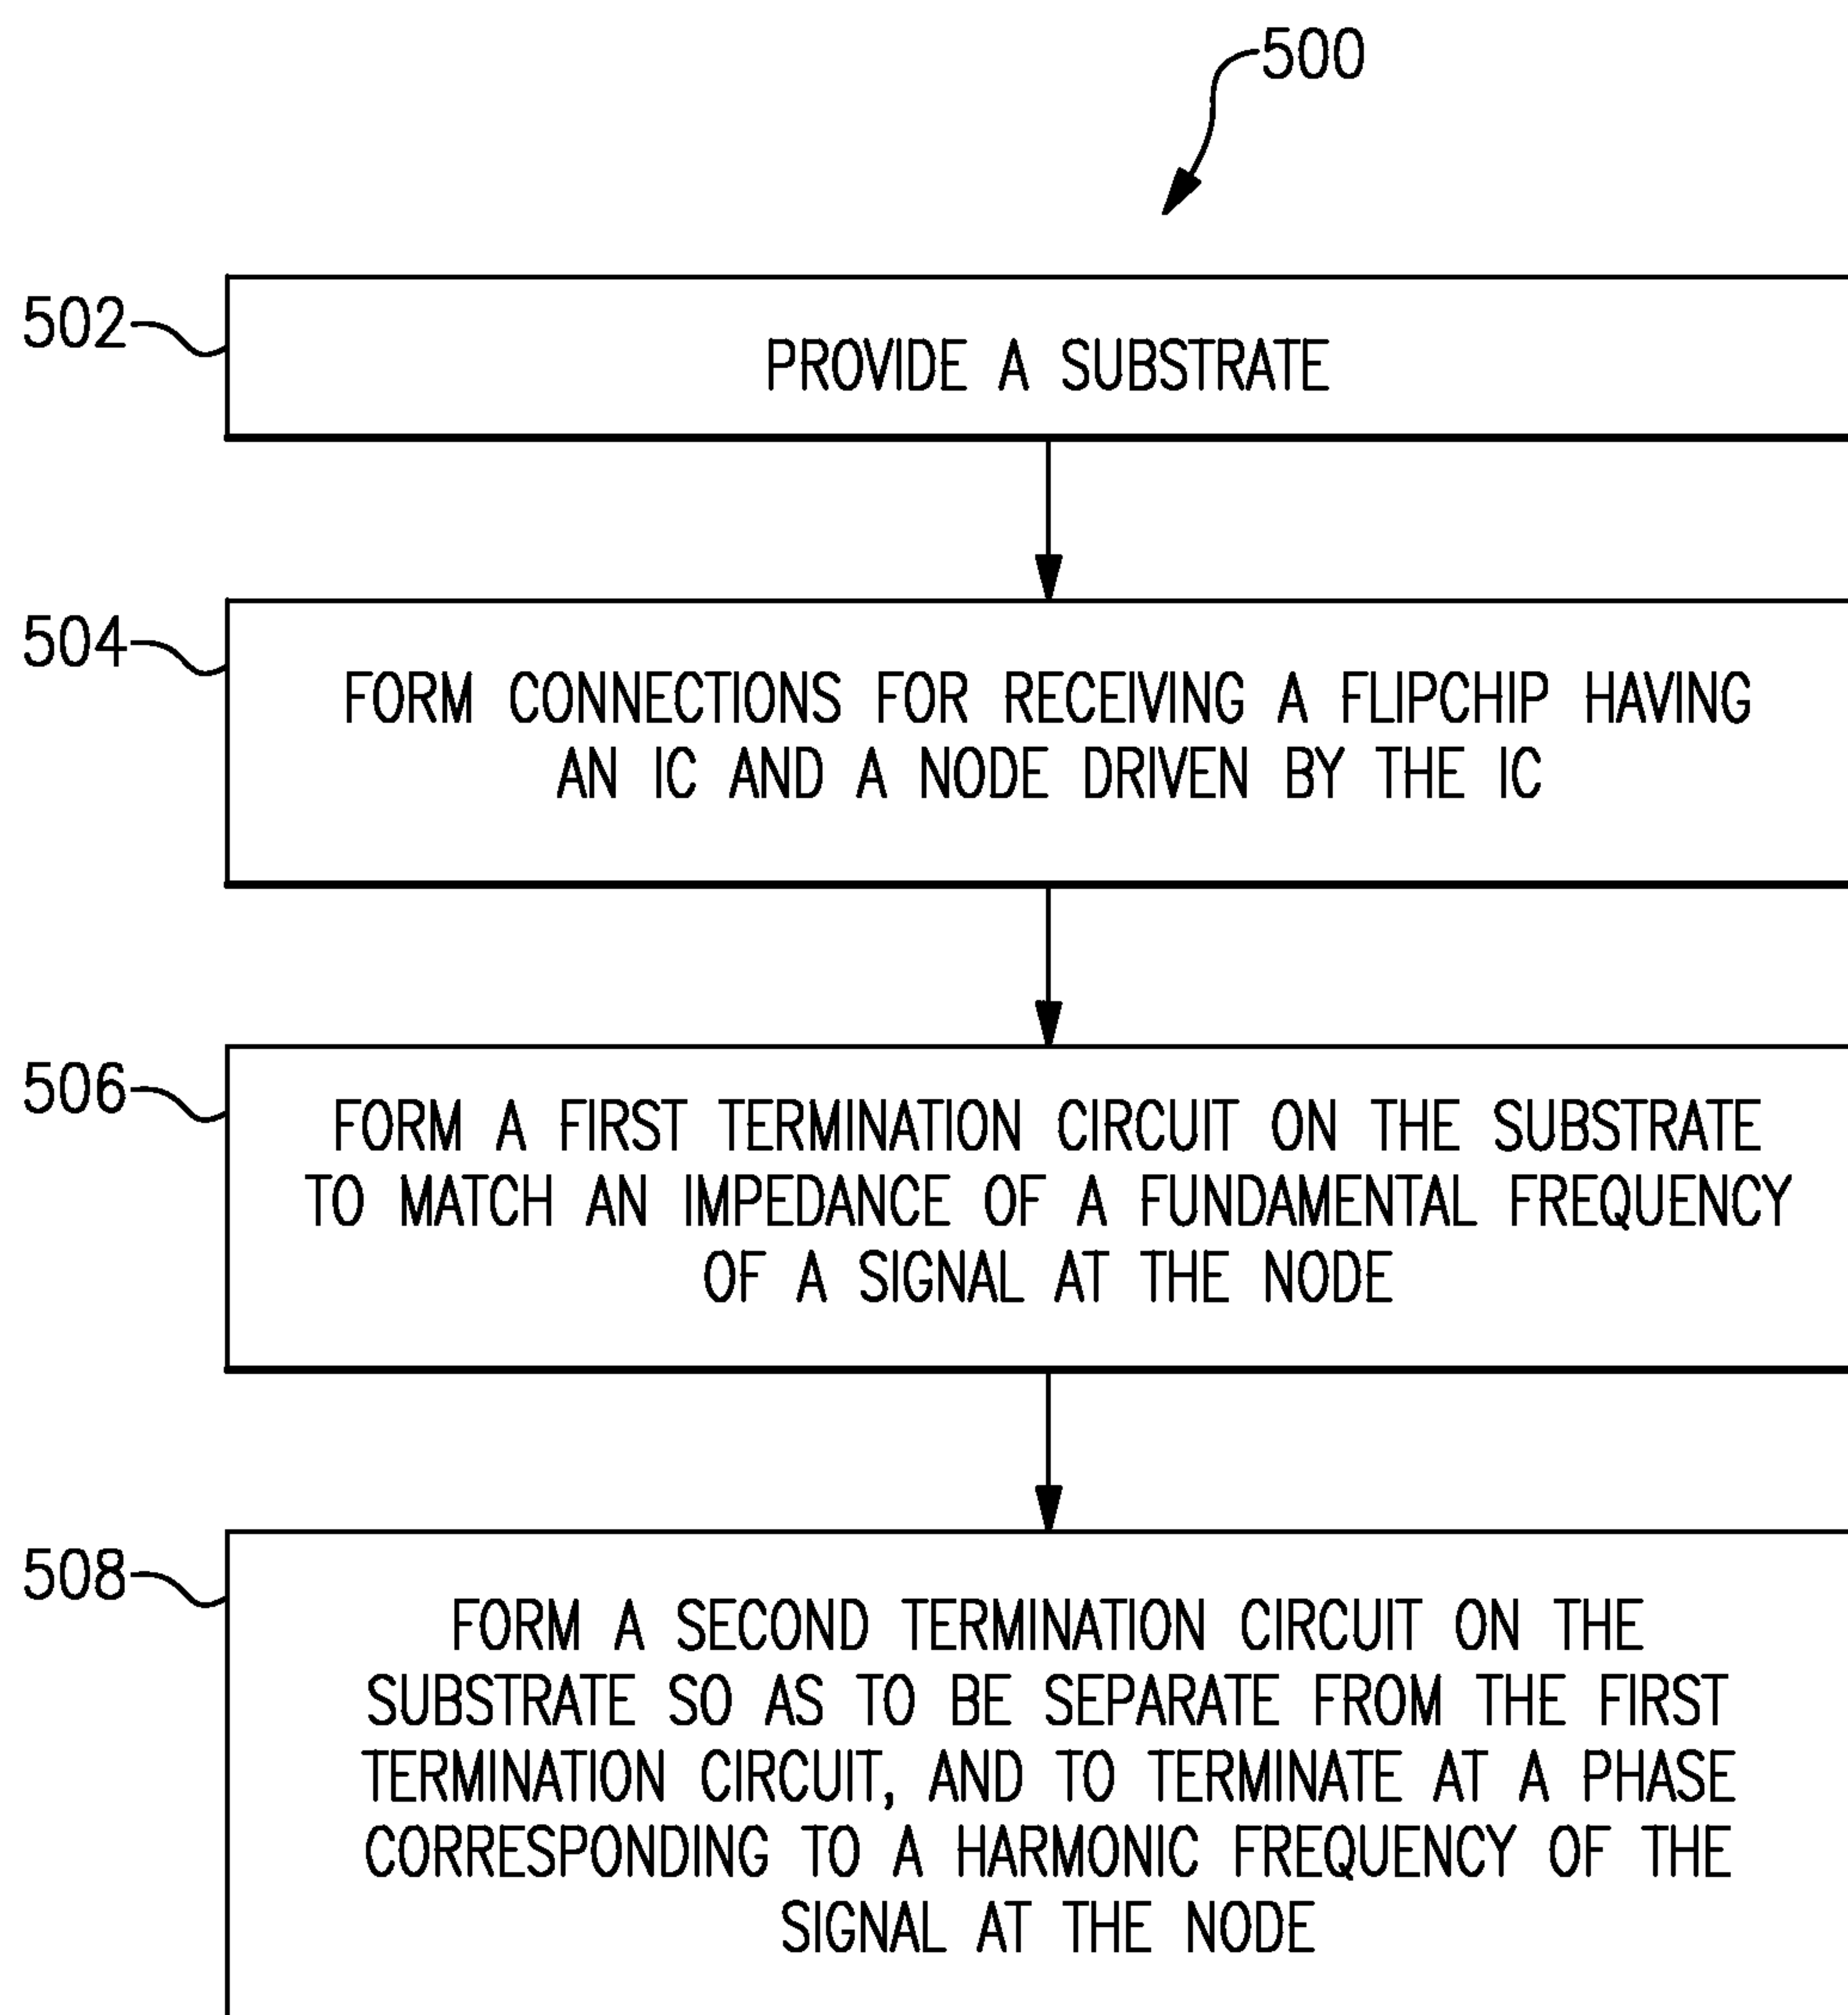 500
502
PROVIDE A SUBSTRATE
504
FORM CONNECTIONS FOR RECEIVING A FLIPCHIP HAVING
AN IC AND A NODE DRIVEN BY THE IC
506
FORM A FIRST TERMINATION CIRCUIT ON THE SUBSTRATE
TO MATCH AN IMPEDANCE OF A FUNDAMENTAL FREQUENCY
OF A SIGNAL AT THE NODE
508
FORM A SECOND TERMINATION CIRCUIT ON THE
SUBSTRATE SO AS TO BE SEPARATE FROM THE FIRST
TERMINATION CIRCUIT, AND TO TERMINATE AT A PHASE
CORRESPONDING TO A HARMONIC FREQUENCY OF THE
SIGNAL AT THE NODE